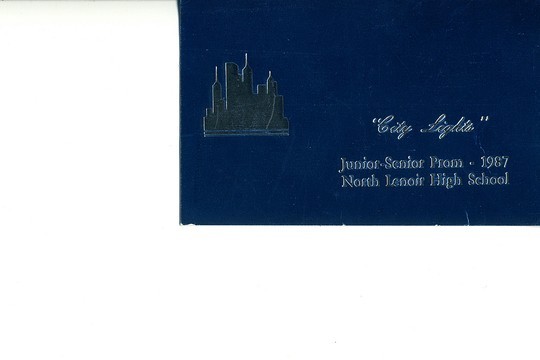 "City Lights"
Junior-Senior Prom - 1987
North Lenoir High School